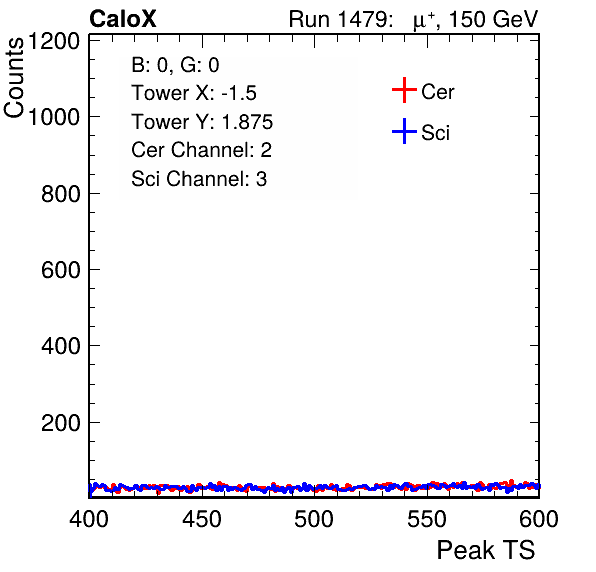 CaloX Run 1479: μ⁺, 150 GeV
Counts
1200
1000
800
600
400
200
B: 0, G: 0
Tower X: -1.5
Tower Y: 1.875
Cer Channel: 2
Sci Channel: 3
Cer
Sci
400 450 500 550 600
Peak TS